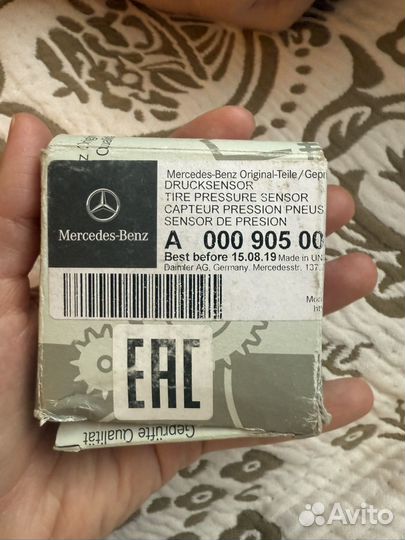 Mercedes-Benz
Mercedes-Benz Original-Teile/Gepr
DRUCKSENSOR
TIRE PRESSURE SENSOR
CAPTEUR PRESSION PNEUS
SENSOR DE PRESION
A 000 905 00
Best before 15.08.19 Made in UN
Daimler AG, Germany, Mercedesstr. 137
EAC
Geprüfte Qualität
Avito